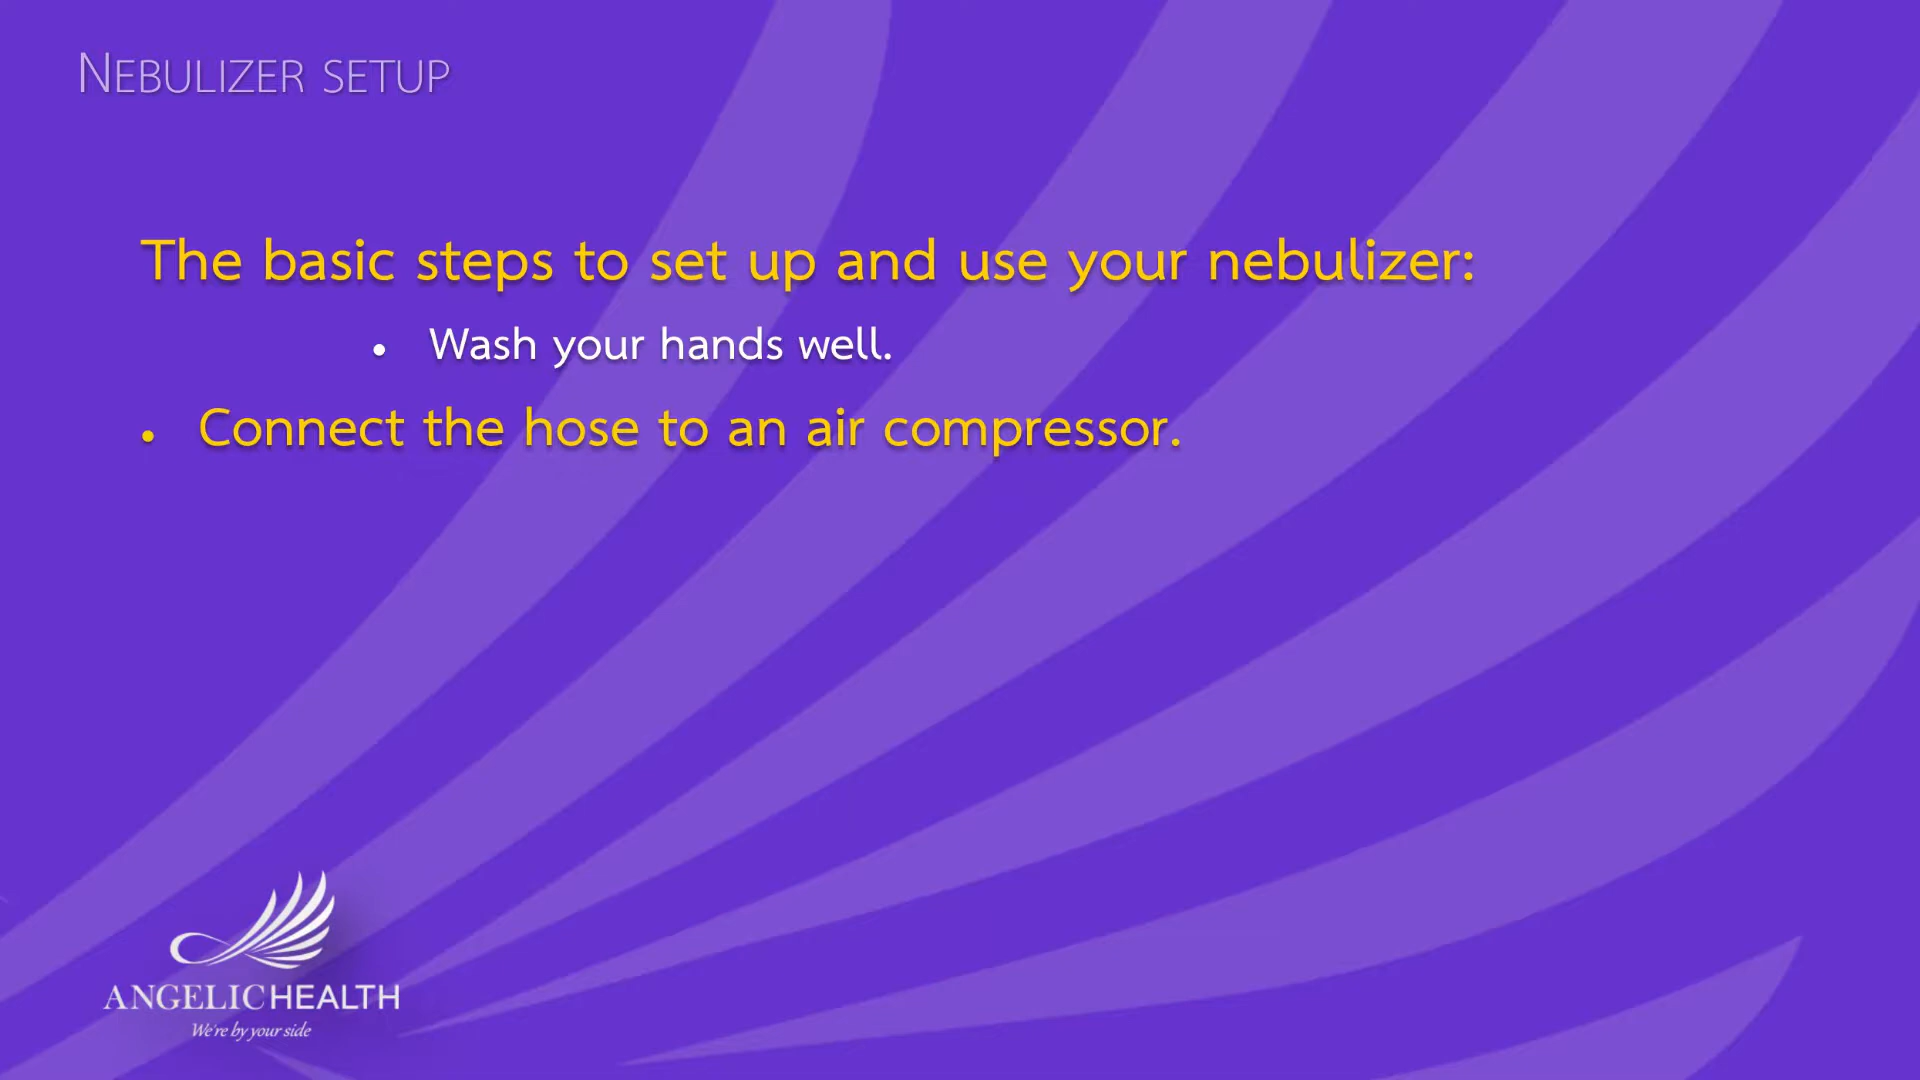 Nebulizer setup
The basic steps to set up and use your nebulizer:
• Wash your hands well.
• Connect the hose to an air compressor.
ANGELICHEALTH
We're by your side